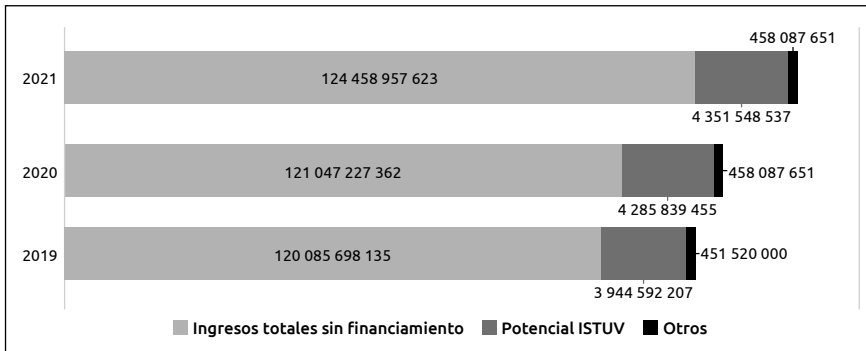 458 087 651
2021
124 458 957 623
4 351 548 537
2020
121 047 227 362
458 087 651
4 285 839 455
2019
120 085 698 135
451 520 000
3 944 592 207
Ingresos totales sin financiamiento Potencial ISTUV Otros